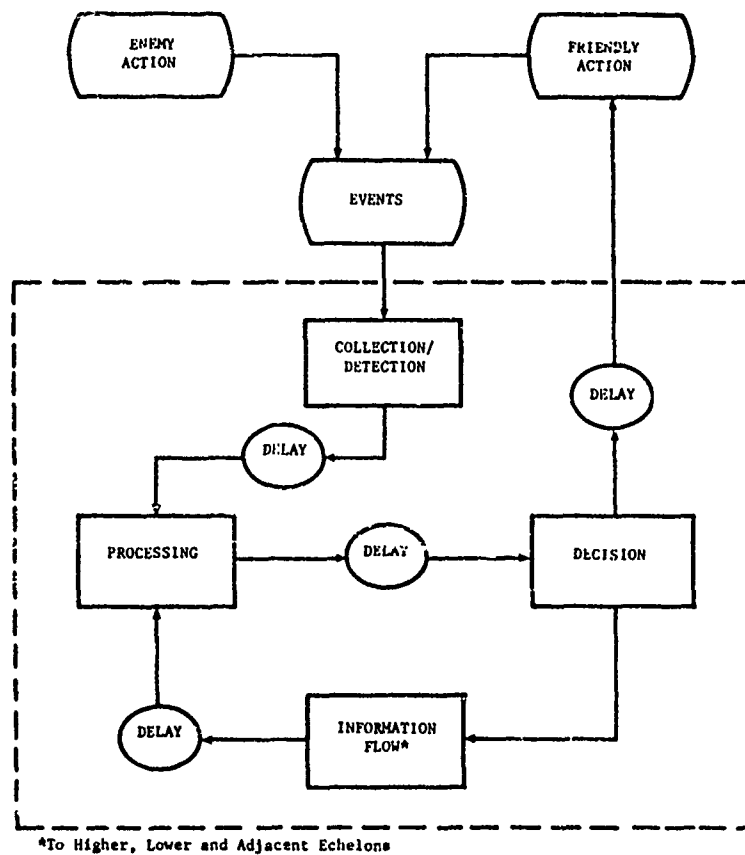 ENEMY
ACTION
FRIENDLY
ACTION
EVENTS
COLLECTION/
DETECTION
DELAY
DELAY
PROCESSING
DELAY
DECISION
DELAY
INFORMATION
FLOW*
*To Higher, Lower and Adjacent Echelons